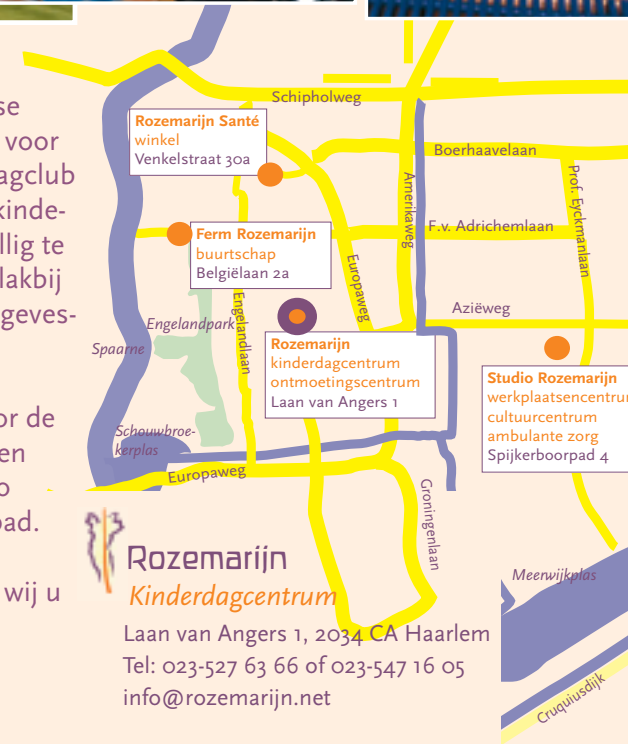 se
voor
agclub
kinde-
llig te
lakbij
geves-
or de
en
o
ad.
wij u
Schipholweg
Rozemarijn Santé
winkel
Venkelstraat 30a
Boerhaavelaan
Amerikaweg
Prof. Eyckmanlaan
F.v. Adrichemlaan
Ferm Rozemarijn
buurtschap
Belgiëlaan 2a
Europaweg
Engelandlaan
Engelandpark
Spaarne
Aziëweg
Rozemarijn
kinderdagcentrum
ontmoetingscentrum
Laan van Angers 1
Studio Rozemarijn
werkplaatsencentrum
cultuurcentrum
ambulante zorg
Spijkerboorpad 4
Schouwbroe-
kerplas
Europaweg
Groningenlaan
Meerwijkplas
Cruquiusdijk
Rozemarijn
Kinderdagcentrum
Laan van Angers 1, 2034 CA Haarlem
Tel: 023-527 63 66 of 023-547 16 05
info@rozemarijn.net